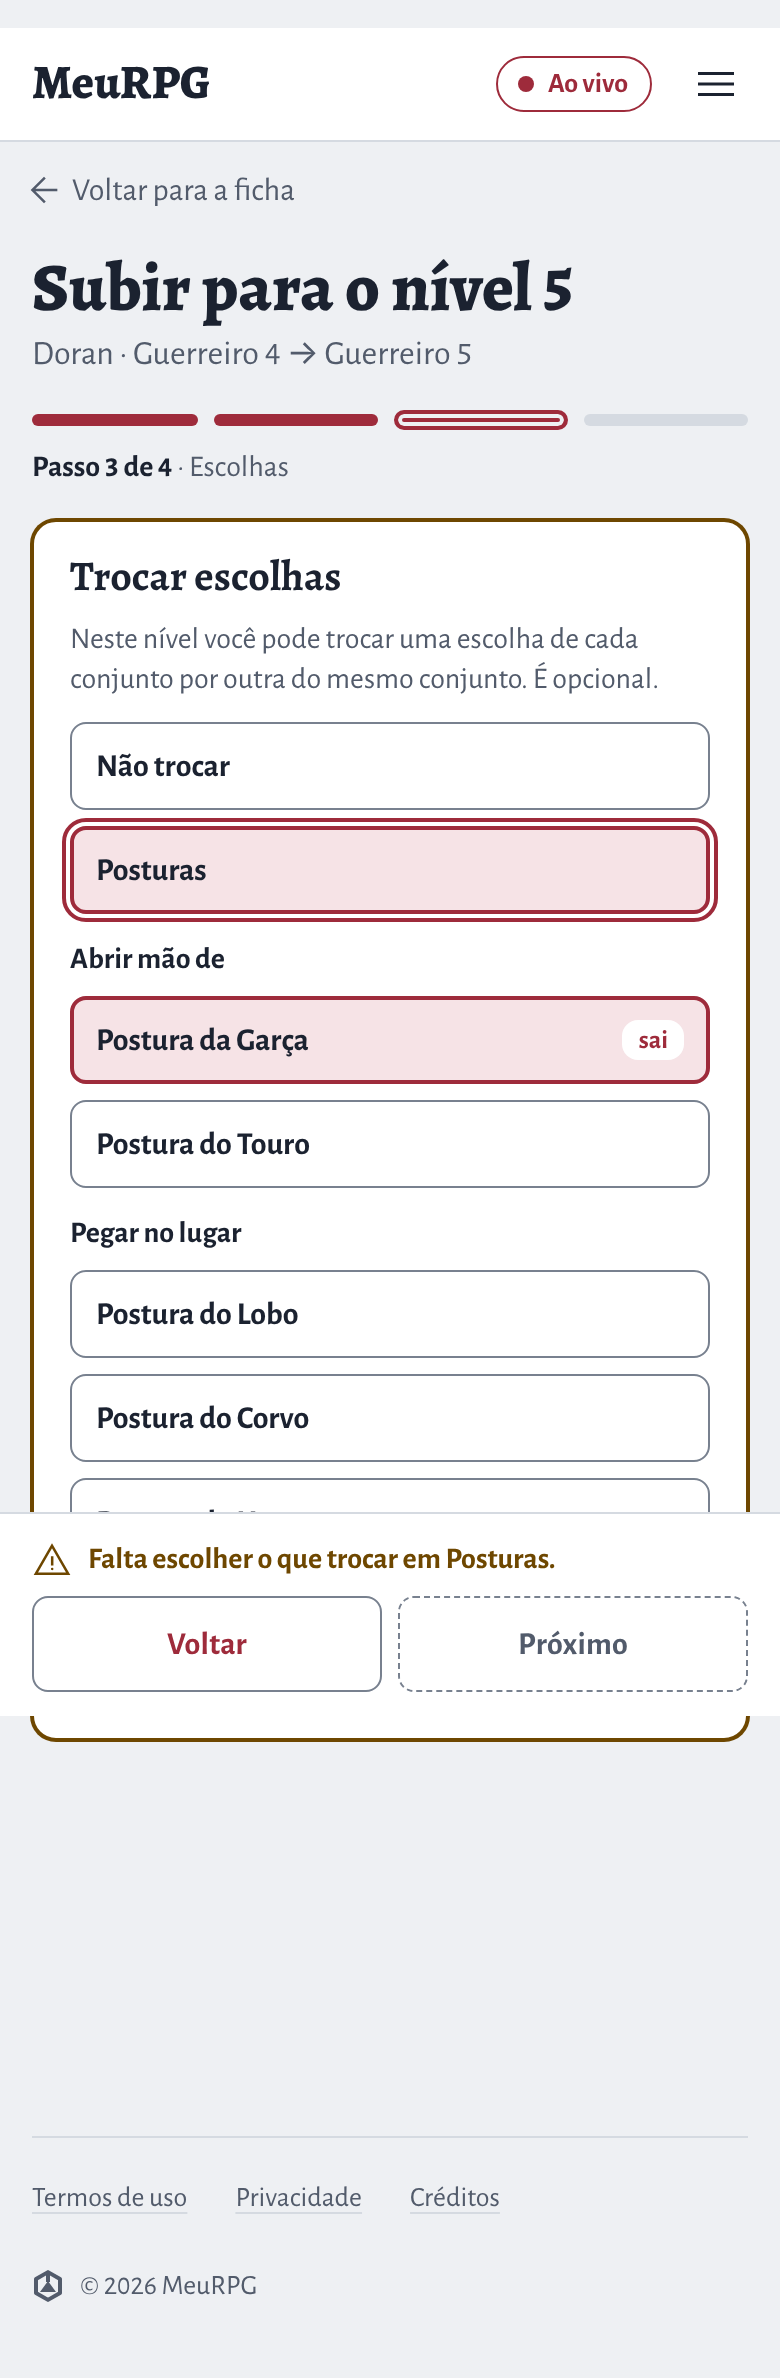 MeuRPG
Ao vivo
Voltar para a ficha
Subir para o nível 5
Doran · Guerreiro 4 → Guerreiro 5
Passo 3 de 4 · Escolhas
Trocar escolhas
Neste nível você pode trocar uma escolha de cada
conjunto por outra do mesmo conjunto. É opcional.
Não trocar
Posturas
Abrir mão de
Postura da Garça
sai
Postura do Touro
Pegar no lugar
Postura do Lobo
Postura do Corvo
Falta escolher o que trocar em Posturas.
Voltar
Próximo
Termos de uso
Privacidade
Créditos
© 2026 MeuRPG